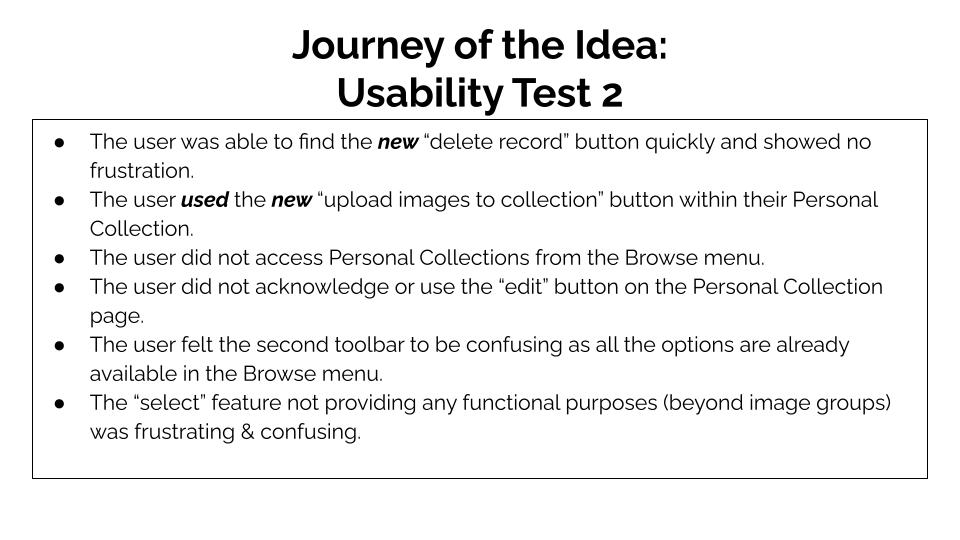 Journey of the Idea:
Usability Test 2
● The user was able to find the new “delete record” button quickly and showed no
frustration.
● The user used the new “upload images to collection” button within their Personal
Collection.
● The user did not access Personal Collections from the Browse menu.
● The user did not acknowledge or use the “edit” button on the Personal Collection
page.
● The user felt the second toolbar to be confusing as all the options are already
available in the Browse menu.
● The “select” feature not providing any functional purposes (beyond image groups)
was frustrating & confusing.